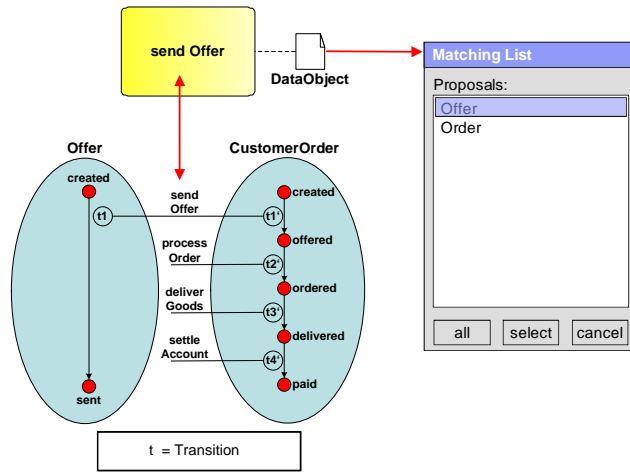 send Offer
DataObject
Matching List
Proposals:
Offer
Order
all
select
cancel
Offer
CustomerOrder
created
send
Offer
created
t1
t1'
offered
process
Order
t2'
ordered
deliver
Goods
t3'
delivered
settle
Account
t4'
paid
sent
t = Transition